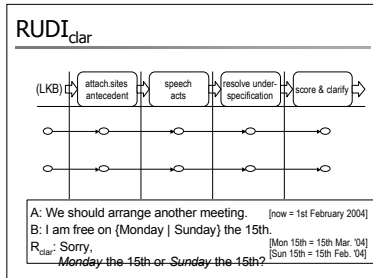 RUDIclar
(LKB)
attach.sites
antecedent
speech
acts
resolve under-
specification
score & clarify
A: We should arrange another meeting. [now = 1st February 2004]
B: I am free on {Monday | Sunday} the 15th.
Rclar: Sorry, [Mon 15th = 15th Mar. '04]
Monday the 15th or Sunday the 15th? [Sun 15th = 15th Feb. '04]